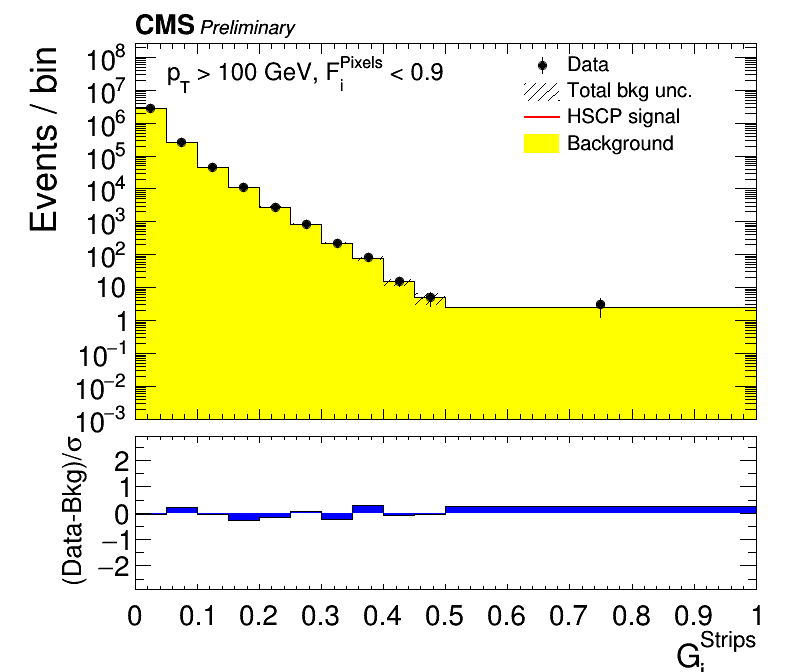 CMS Preliminary
p_T > 100 GeV, F_i^Pixels < 0.9
Data
Total bkg unc.
HSCP signal
Background
Events / bin
10^8
10^7
10^6
10^5
10^4
10^3
10^2
10
1
10^−1
10^−2
10^−3
(Data-Bkg)/σ
2
1
0
−1
−2
0 0.1 0.2 0.3 0.4 0.5 0.6 0.7 0.8 0.9 1
G_i^Strips